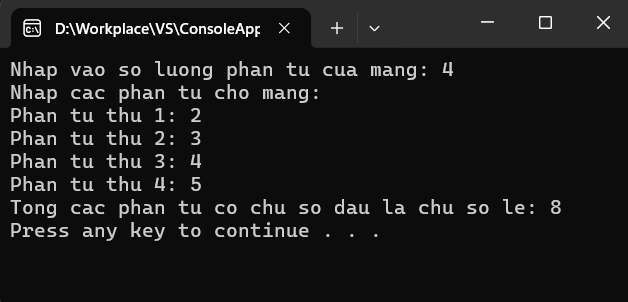 D:\Workplace\VS\ConsoleApp
Nhap vao so luong phan tu cua mang: 4
Nhap cac phan tu cho mang:
Phan tu thu 1: 2
Phan tu thu 2: 3
Phan tu thu 3: 4
Phan tu thu 4: 5
Tong cac phan tu co chu so dau la chu so le: 8
Press any key to continue . . .